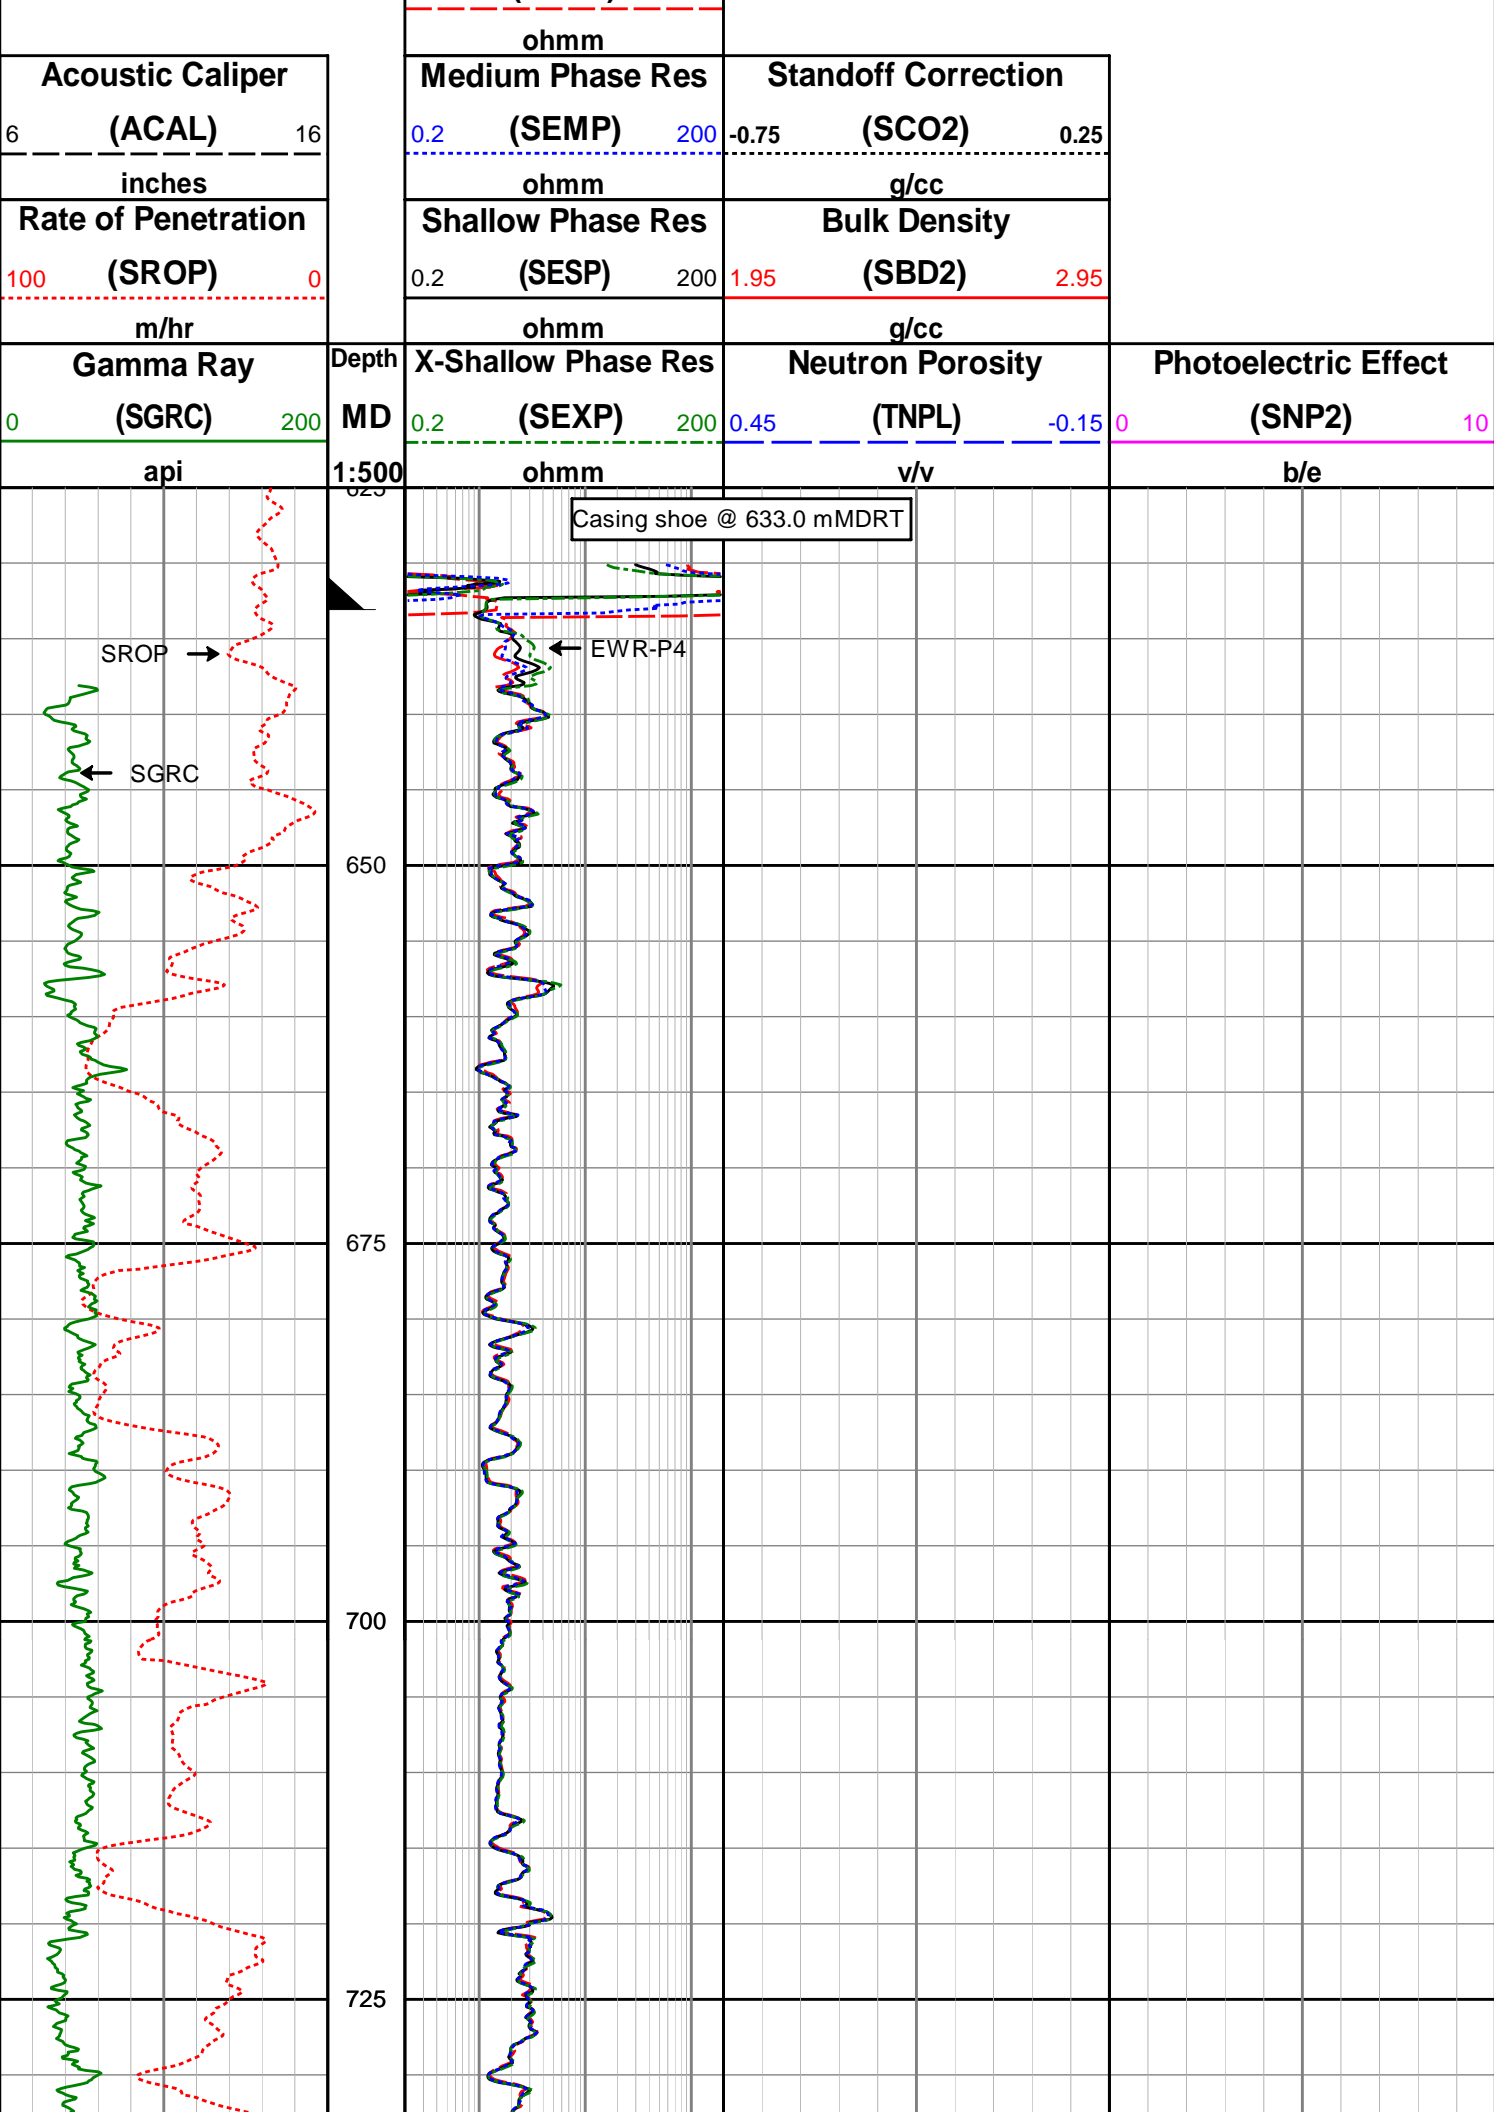 ohmm
Acoustic Caliper
6 (ACAL) 16
inches
Medium Phase Res
0.2 (SEMP) 200
ohmm
Standoff Correction
-0.75 (SCO2) 0.25
g/cc
Rate of Penetration
100 (SROP) 0
m/hr
Shallow Phase Res
0.2 (SESP) 200
ohmm
Bulk Density
1.95 (SBD2) 2.95
g/cc
Gamma Ray
0 (SGRC) 200
api
Depth
MD
1:500
X-Shallow Phase Res
0.2 (SEXP) 200
ohmm
Neutron Porosity
0.45 (TNPL) -0.15
v/v
Photoelectric Effect
0 (SNP2) 10
b/e
625
Casing shoe @ 633.0 mMDRT
EWR-P4
SROP
SGRC
650
675
700
725